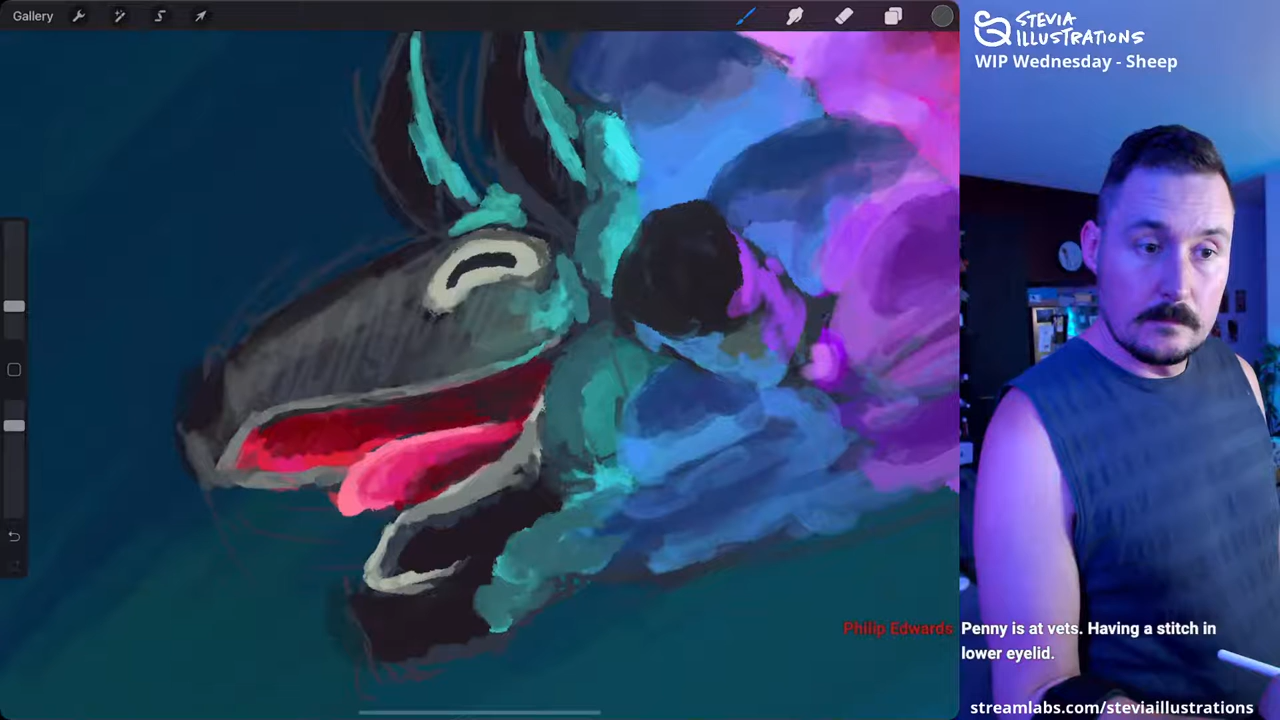 Gallery
STEVIA
ILLUSTRATIONS
WIP Wednesday - Sheep
Philip Edwards Penny is at vets. Having a stitch in
lower eyelid.
streamlabs.com/steviaillustrations